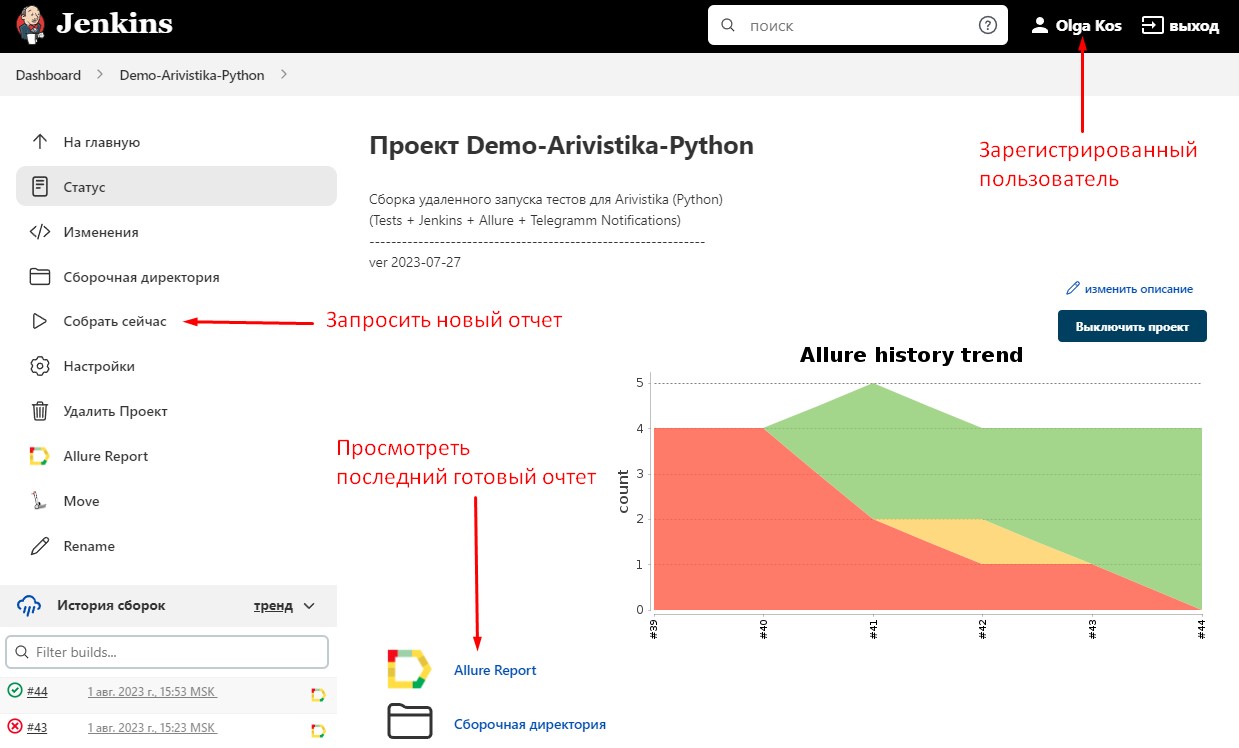 Jenkins
поиск
Olga Kos
выход
Dashboard
Demo-Arivistika-Python
На главную
Статус
Изменения
Сборочная директория
Собрать сейчас
Настройки
Удалить Проект
Allure Report
Move
Rename
История сборок
тренд
Filter builds...
#44
1 авг. 2023 г., 15:53 MSK
#43
1 авг. 2023 г., 15:23 MSK
Проект Demo-Arivistika-Python
Зарегистрированный
пользователь
Сборка удаленного запуска тестов для Arivistika (Python)
(Tests + Jenkins + Allure + Telegramm Notifications)
--------------------------------------------------------------
ver 2023-07-27
изменить описание
Выключить проект
Запросить новый отчет
Allure history trend
count
5
4
3
2
1
0
#39
#40
#41
#42
#43
#44
Просмотреть
последний готовый очтет
Allure Report
Сборочная директория